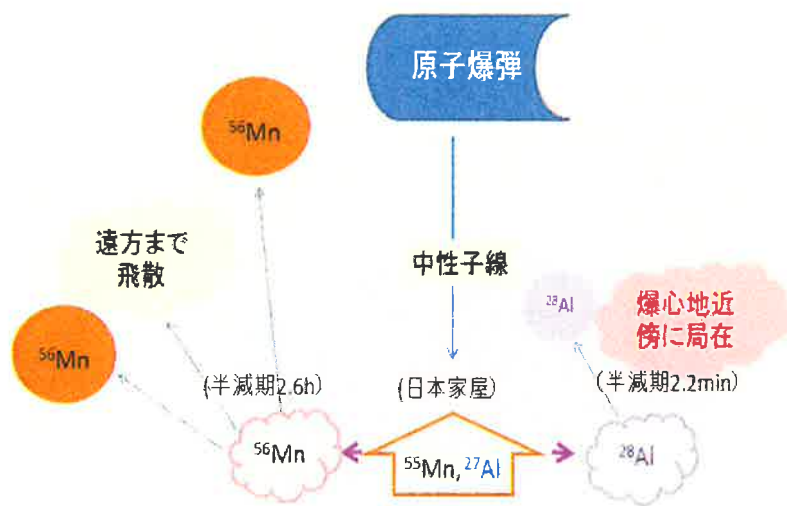 原子爆弾
⁵⁶Mn
遠方まで
飛散
中性子線
²⁸Al
爆心地近
傍に局在
⁵⁶Mn
(半減期2.6h)
(日本家屋)
(半減期2.2min)
⁵⁶Mn
⁵⁵Mn, ²⁷Al
²⁸Al